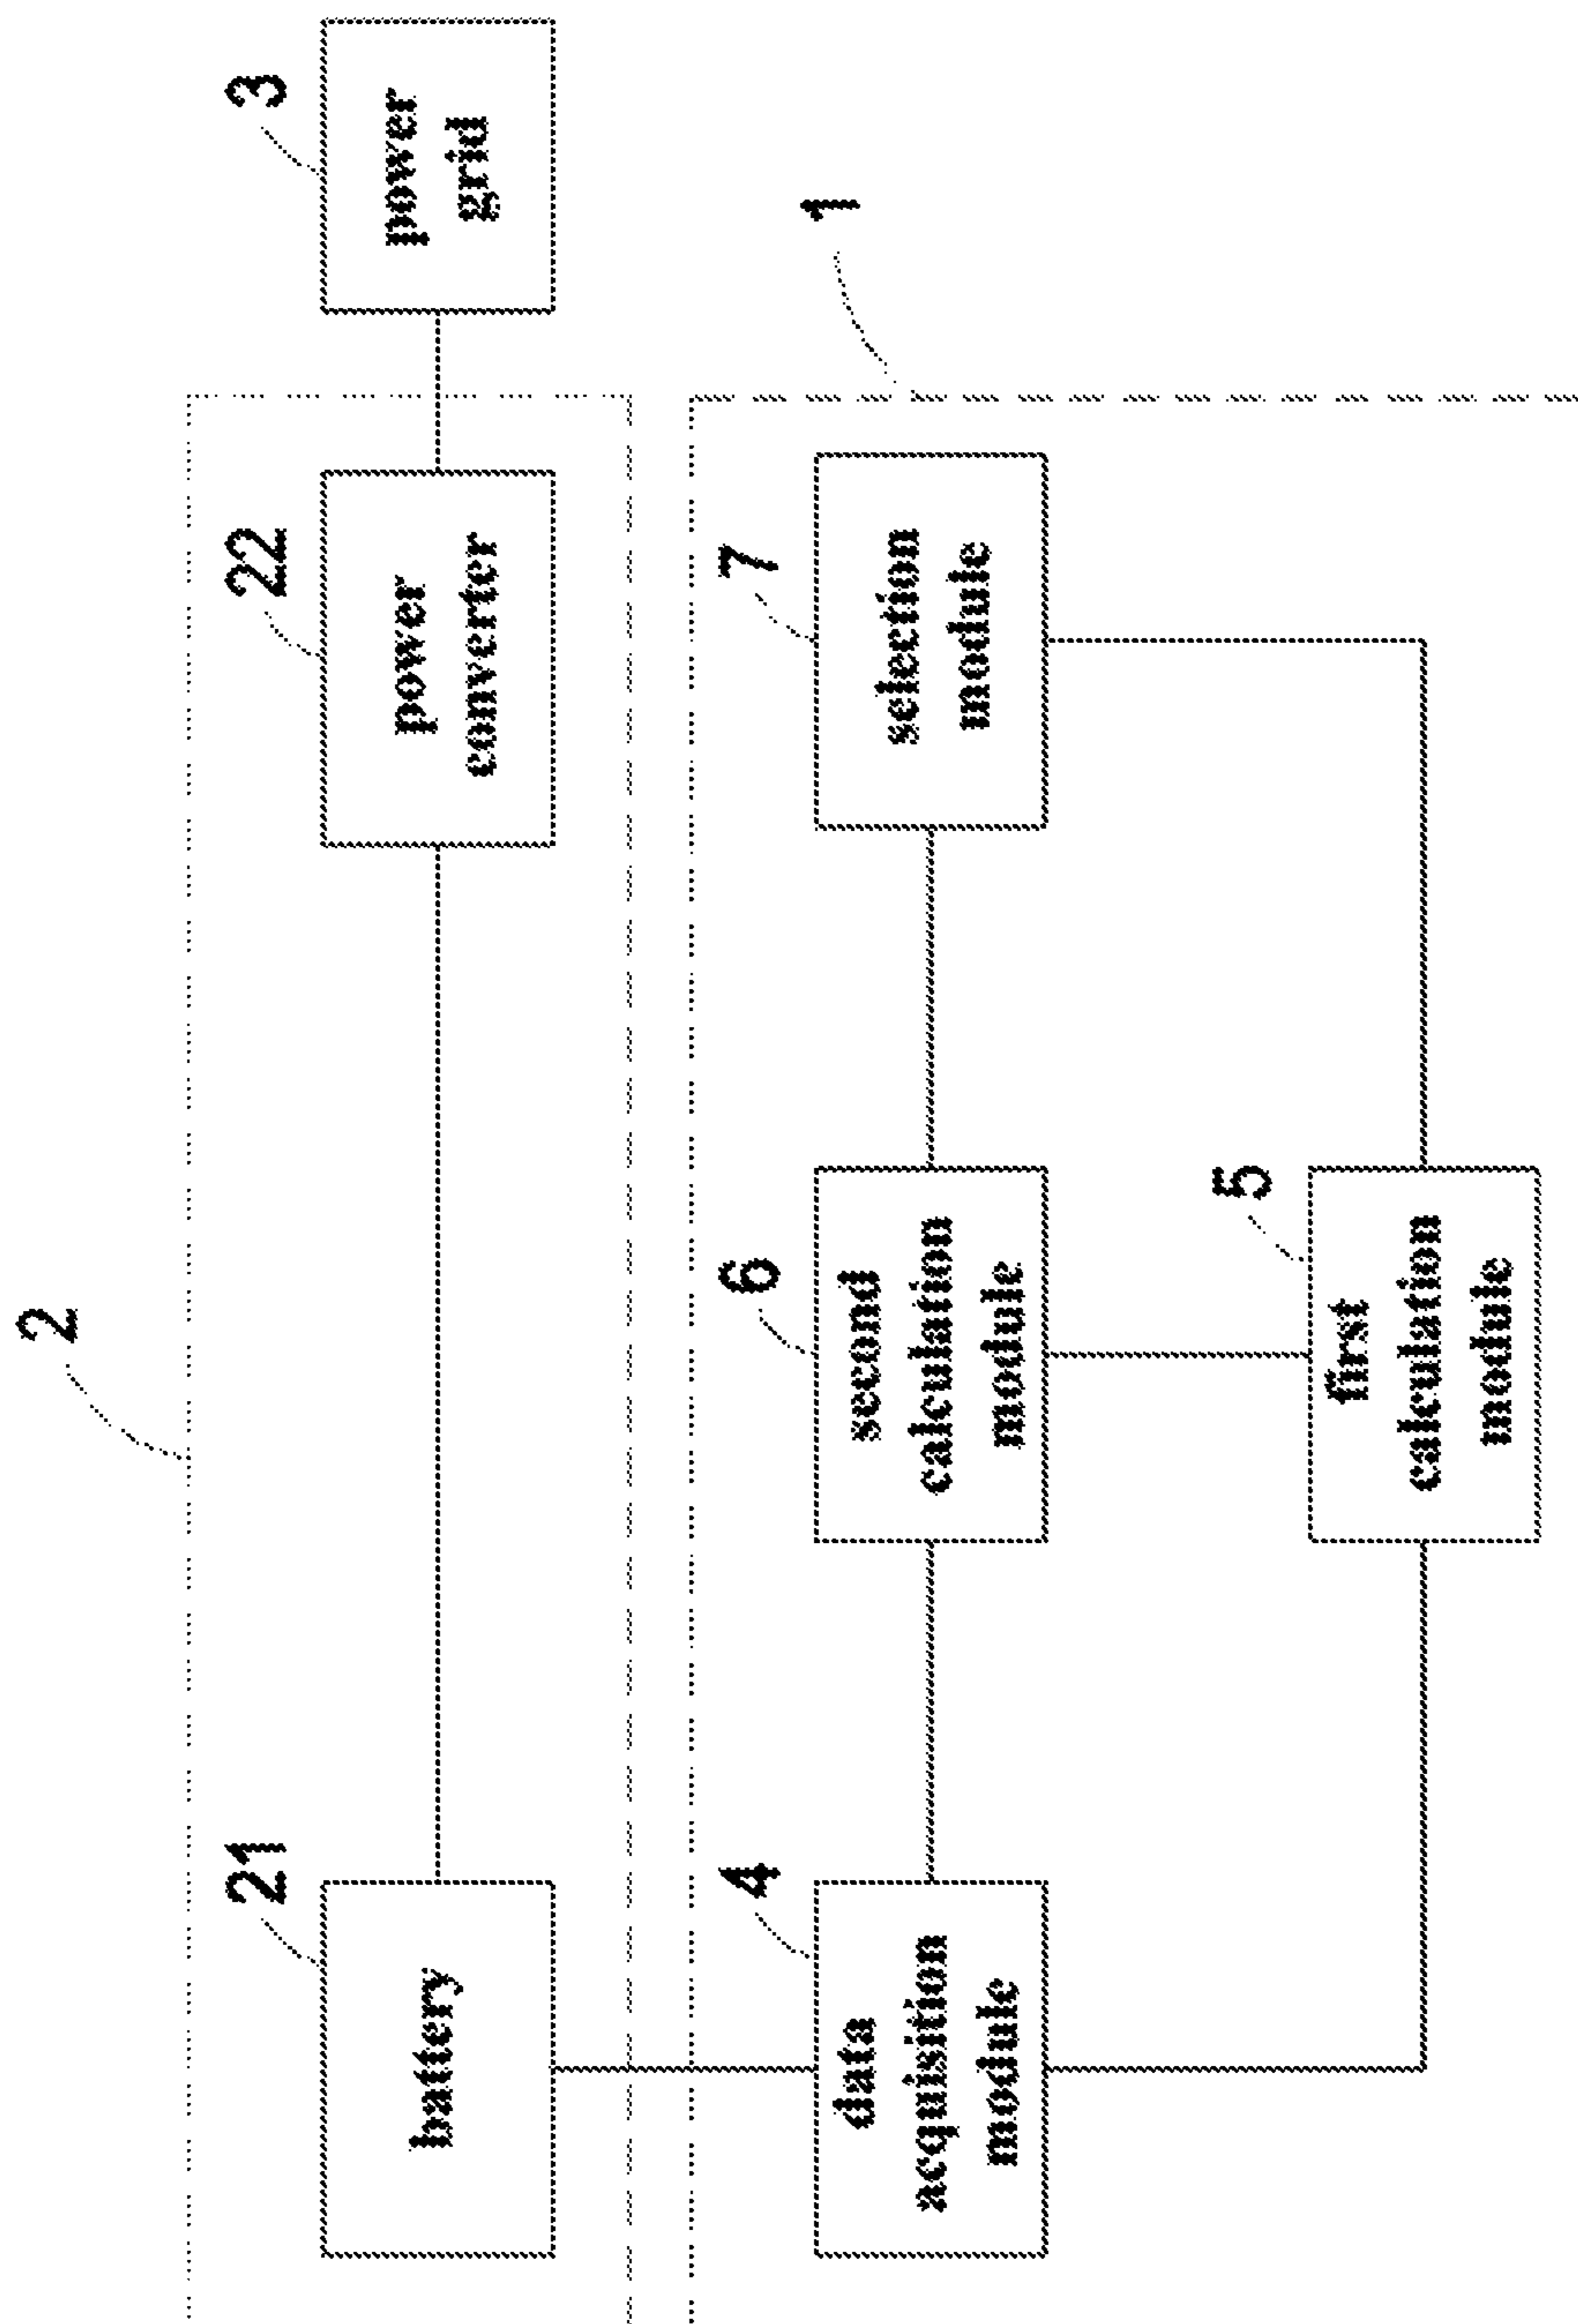 2
21
battery
22
power
converter
3
power
grid
1
4
data
acquisition
module
6
second
calculation
module
7
selection
module
5
first
calculation
module